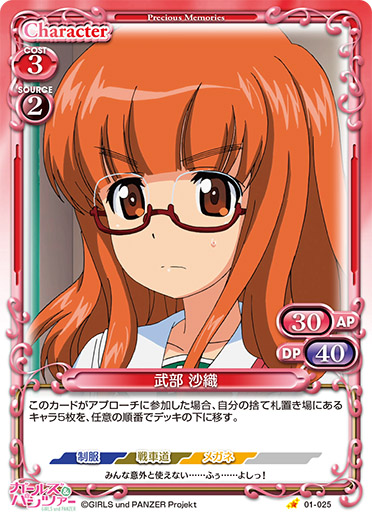 Precious Memories
Character
COST
3
SOURCE
2
30 AP
DP 40
武部 沙織
このカードがアプローチに参加した場合、自分の捨て札置き場にある
キャラ5枚を、任意の順番でデッキの下に移す。
制服 戦車道 メガネ
みんな意外と使えない……ふぅ……よしっ!
ガールズ&パンツァー
GIRLS und PANZER
©GIRLS und PANZER Projekt
01-025